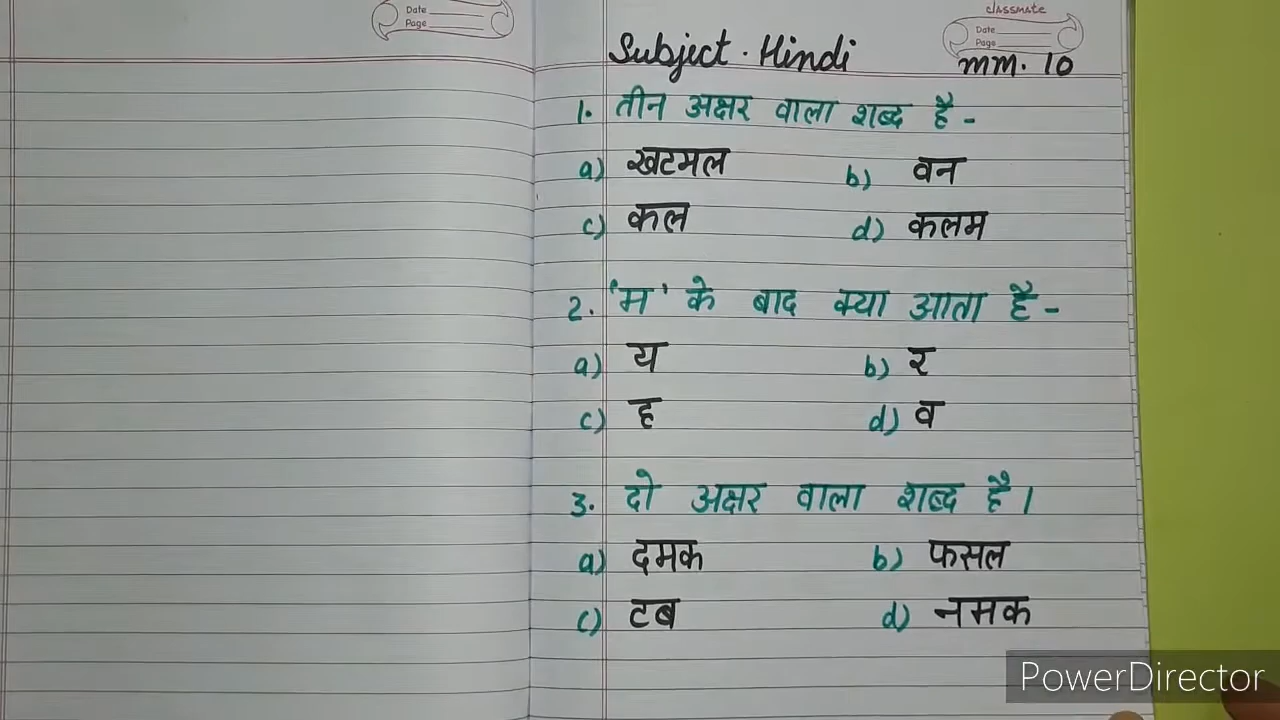 Date
Page
classmate
Date
Page
Subject · Hindi
MM. 10
1. तीन अक्षर वाला शब्द है -
a) खटमल b) वन
c) कल d) कलम
2. 'म' के बाद क्या आता है -
a) य b) र
c) ह d) व
3. दो अक्षर वाला शब्द है।
a) दमक b) फसल
c) टब d) नमक
PowerDirector